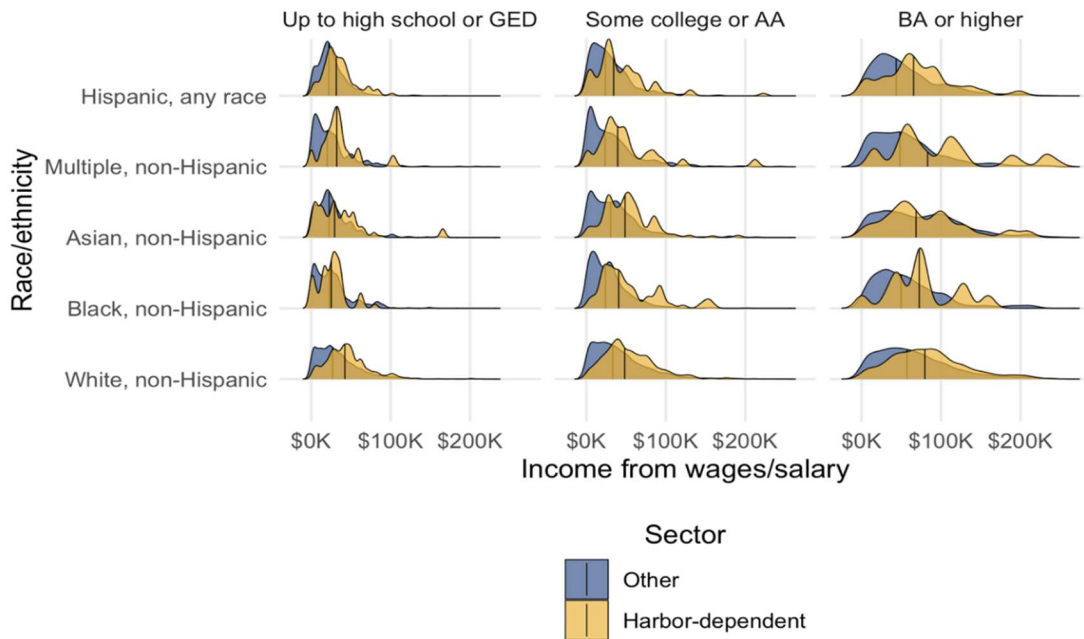 Up to high school or GED
Some college or AA
BA or higher
Race/ethnicity
Hispanic, any race
Multiple, non-Hispanic
Asian, non-Hispanic
Black, non-Hispanic
White, non-Hispanic
$0K $100K $200K $0K $100K $200K $0K $100K $200K
Income from wages/salary
Sector
Other
Harbor-dependent